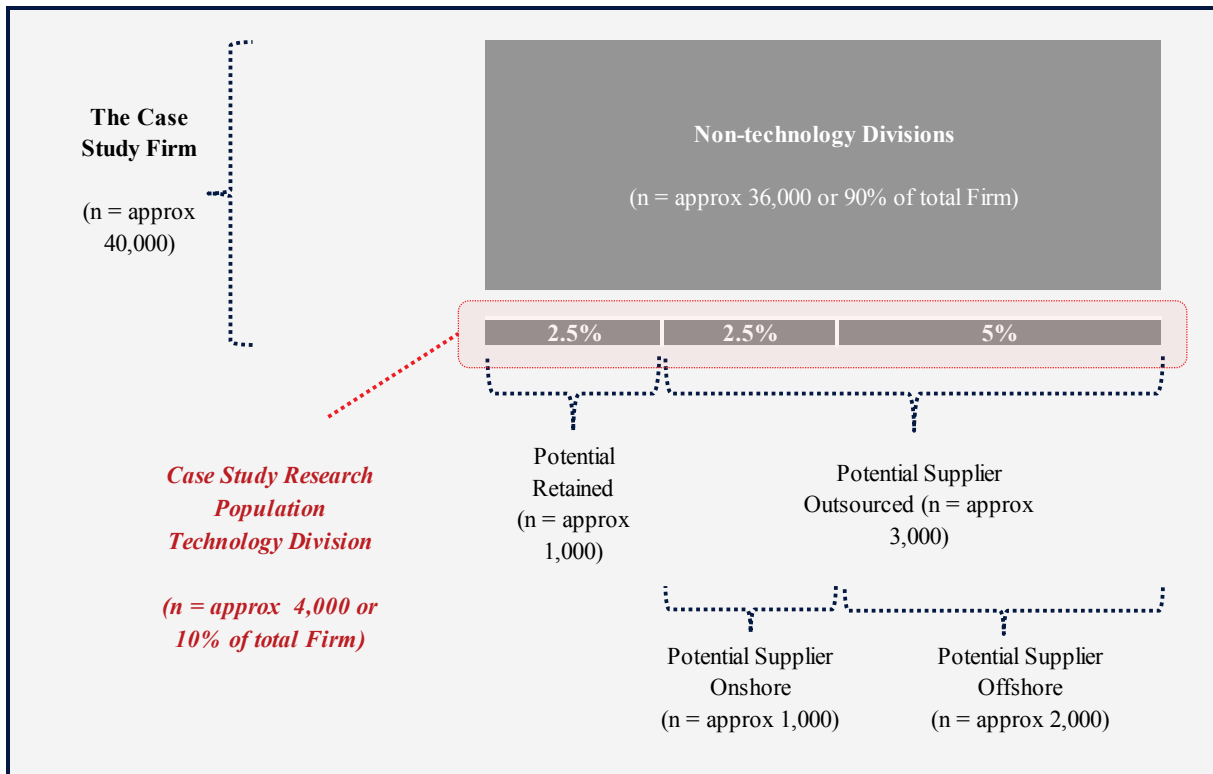 The Case
Study Firm
(n = approx
40,000)
Non-technology Divisions
(n = approx 36,000 or 90% of total Firm)
2.5%
2.5%
5%
Case Study Research
Population
Technology Division
(n = approx  4,000 or
10% of total Firm)
Potential
Retained
(n = approx
1,000)
Potential Supplier
Outsourced (n = approx
3,000)
Potential Supplier
Onshore
(n = approx 1,000)
Potential Supplier
Offshore
(n = approx 2,000)